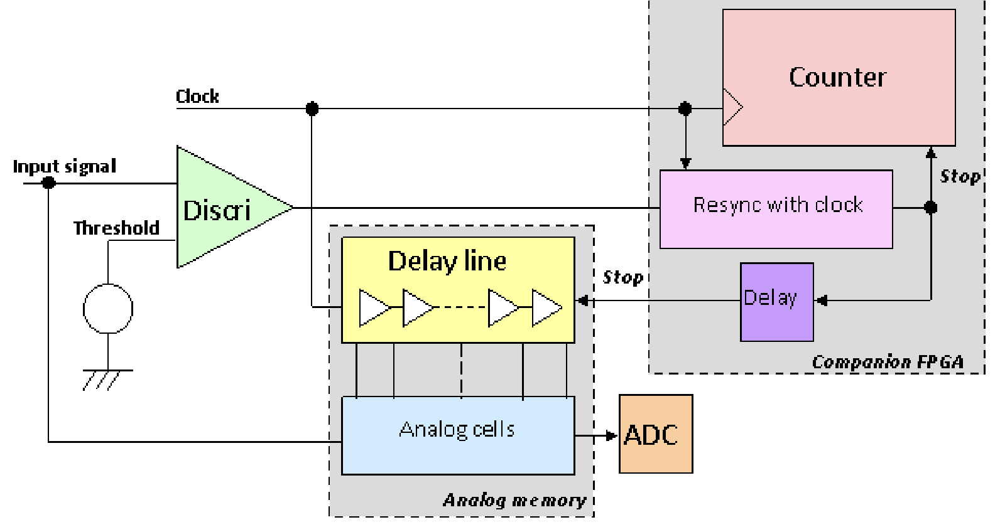 Counter
Clock
Input signal
Stop
Discri
Resync with clock
Threshold
Delay line
Stop
Delay
Companion FPGA
Analog cells
ADC
Analog memory